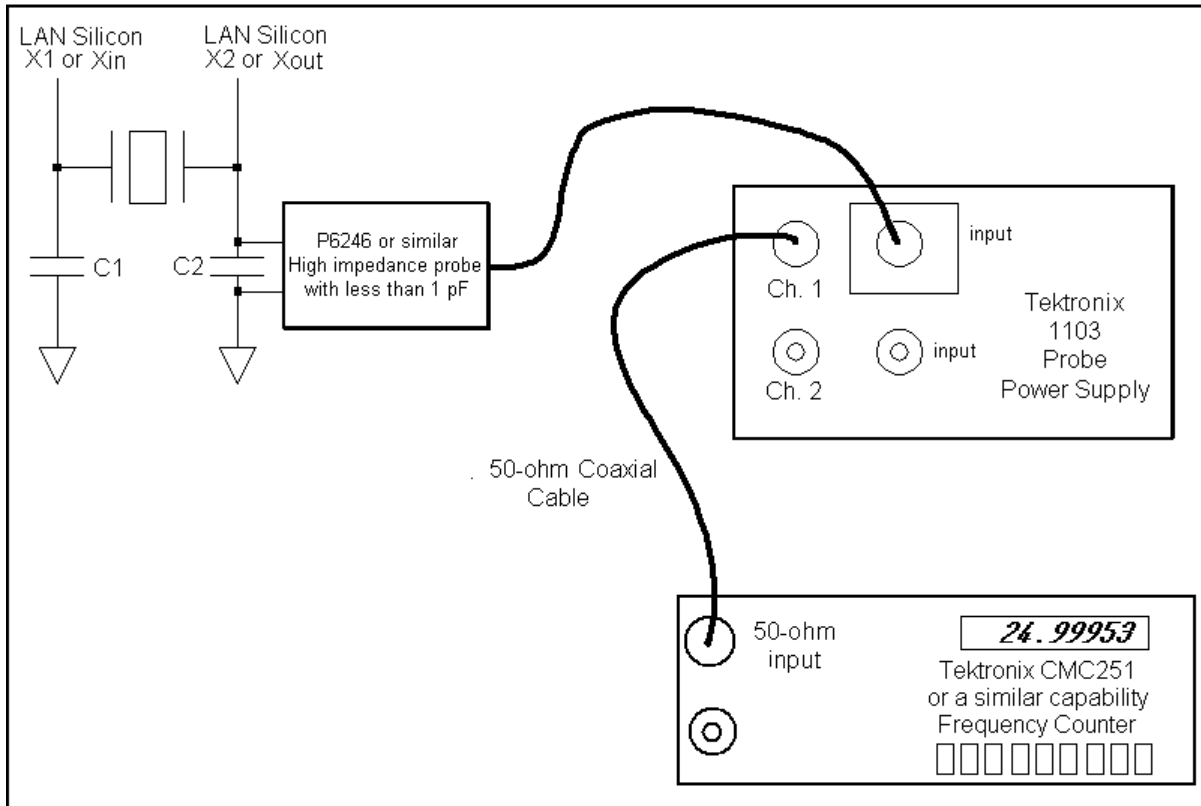 LAN Silicon
X1 or Xin
LAN Silicon
X2 or Xout
C1
C2
P6246 or similar
High impedance probe
with less than 1 pF
input
Ch. 1
Ch. 2
input
Tektronix
1103
Probe
Power Supply
. 50-ohm Coaxial
Cable
50-ohm
input
24.99953
Tektronix CMC251
or a similar capability
Frequency Counter